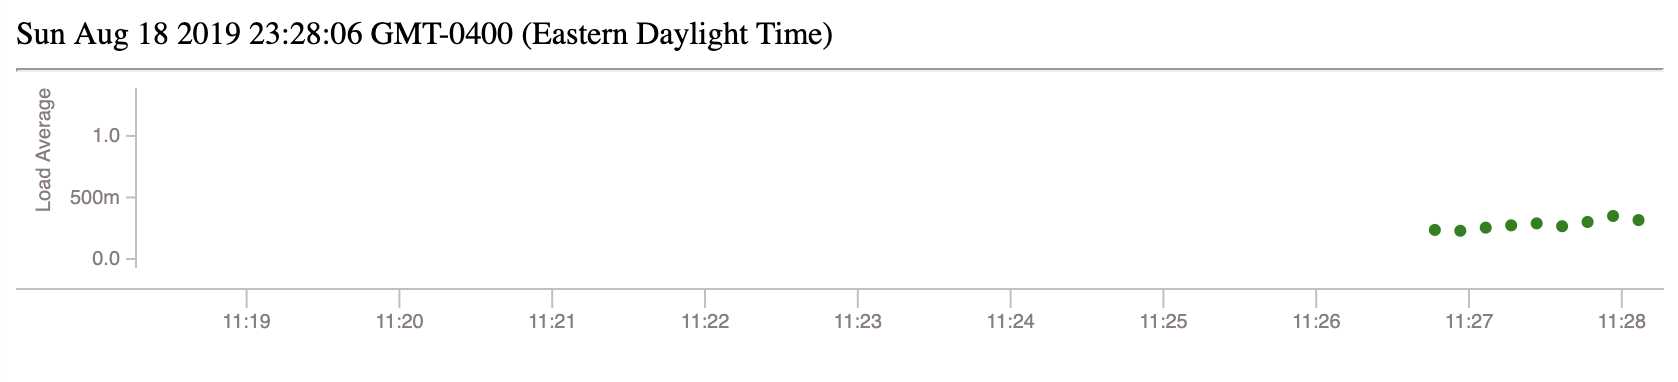 Sun Aug 18 2019 23:28:06 GMT-0400 (Eastern Daylight Time)
Load Average
1.0
500m
0.0
11:19 11:20 11:21 11:22 11:23 11:24 11:25 11:26 11:27 11:28